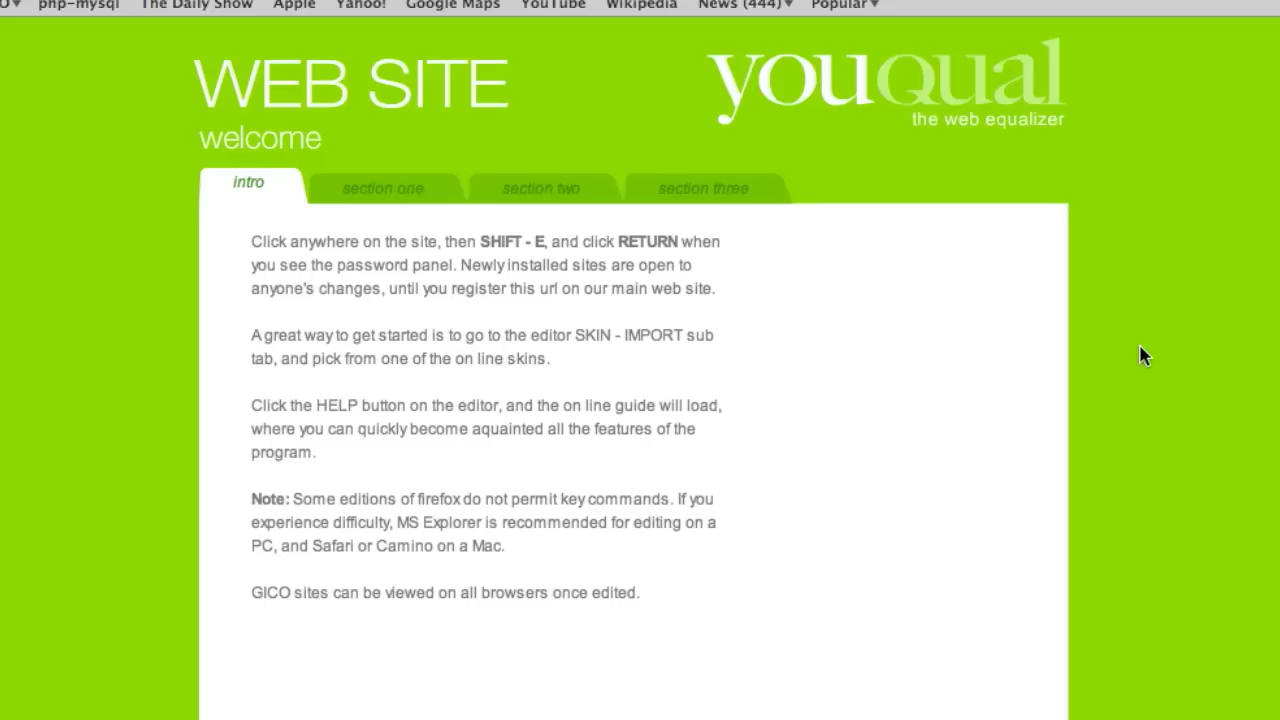 php-mysql The Daily Show Apple Yahoo! Google Maps YouTube Wikipedia News (444) Popular
WEB SITE
youqual
the web equalizer
welcome
intro section one section two section three
Click anywhere on the site, then SHIFT - E, and click RETURN when
you see the password panel. Newly installed sites are open to
anyone's changes, until you register this url on our main web site.
A great way to get started is to go to the editor SKIN - IMPORT sub
tab, and pick from one of the on line skins.
Click the HELP button on the editor, and the on line guide will load,
where you can quickly become aquainted all the features of the
program.
Note: Some editions of firefox do not permit key commands. If you
experience difficulty, MS Explorer is recommended for editing on a
PC, and Safari or Camino on a Mac.
GICO sites can be viewed on all browsers once edited.